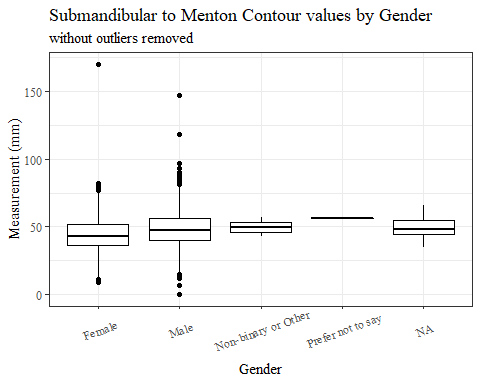 Submandibular to Menton Contour values by Gender
without outliers removed
Measurement (mm)
150
100
50
0
Female
Male
Non-binary or Other
Prefer not to say
NA
Gender